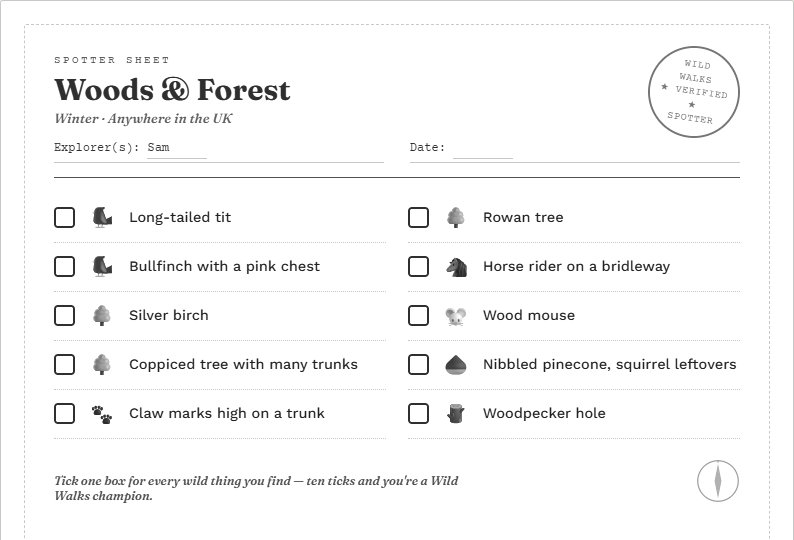 SPOTTER SHEET
Woods & Forest
Winter · Anywhere in the UK
WILD
WALKS
★ VERIFIED
★
SPOTTER
Explorer(s): Sam
Date:
Long-tailed tit
Rowan tree
Bullfinch with a pink chest
Horse rider on a bridleway
Silver birch
Wood mouse
Coppiced tree with many trunks
Nibbled pinecone, squirrel leftovers
Claw marks high on a trunk
Woodpecker hole
Tick one box for every wild thing you find — ten ticks and you're a Wild
Walks champion.